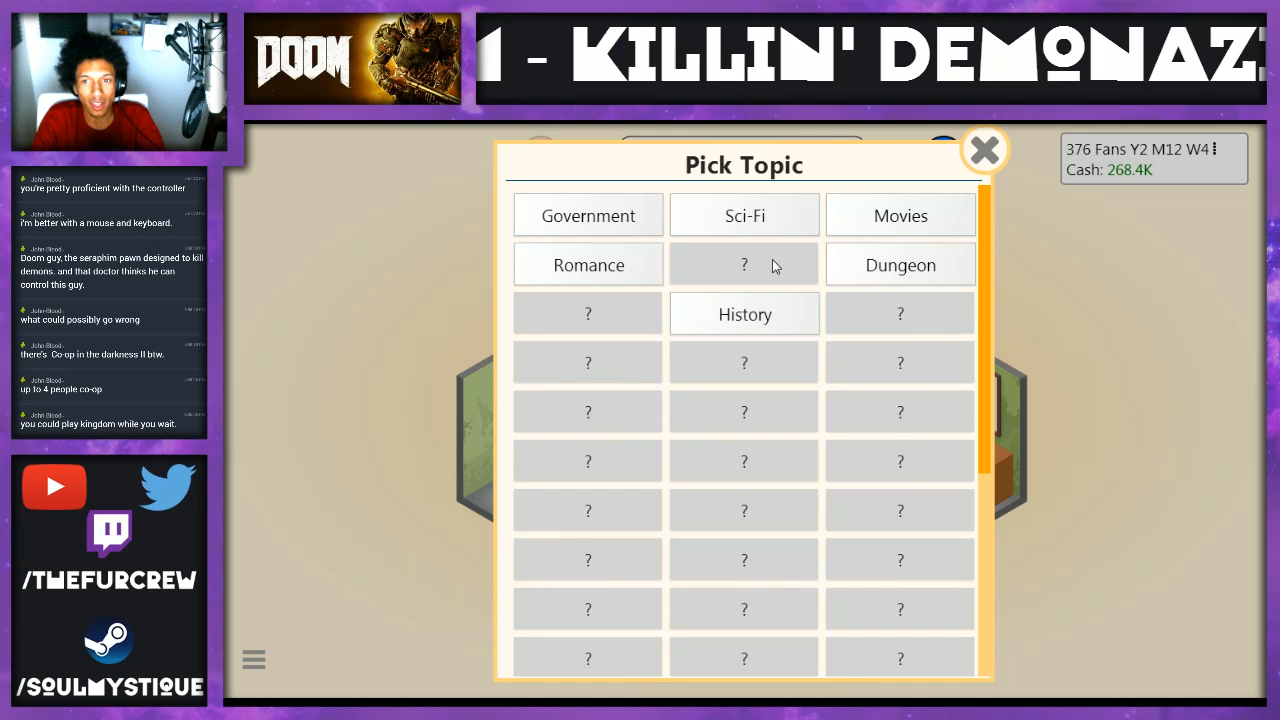 DOOM
1 - KILLIN' DEMONAZ
John Blood-
you're pretty proficient with the controller
John Blood-
i'm better with a mouse and keyboard.
John Blood-
Doom guy, the seraphim pawn designed to kill
demons. and that doctor thinks he can
control this guy.
John Blood-
what could possibly go wrong
John Blood-
there's Co-op in the darkness II btw.
John Blood-
up to 4 people co-op
John Blood-
you could play kingdom while you wait.
/THEFURCREW
/SOULMYSTIQUE
376 Fans Y2 M12 W4
Cash: 268.4K
Pick Topic
Government Sci-Fi Movies
Romance ? Dungeon
? History ?
? ? ?
? ? ?
? ? ?
? ? ?
? ? ?
? ? ?
? ? ?